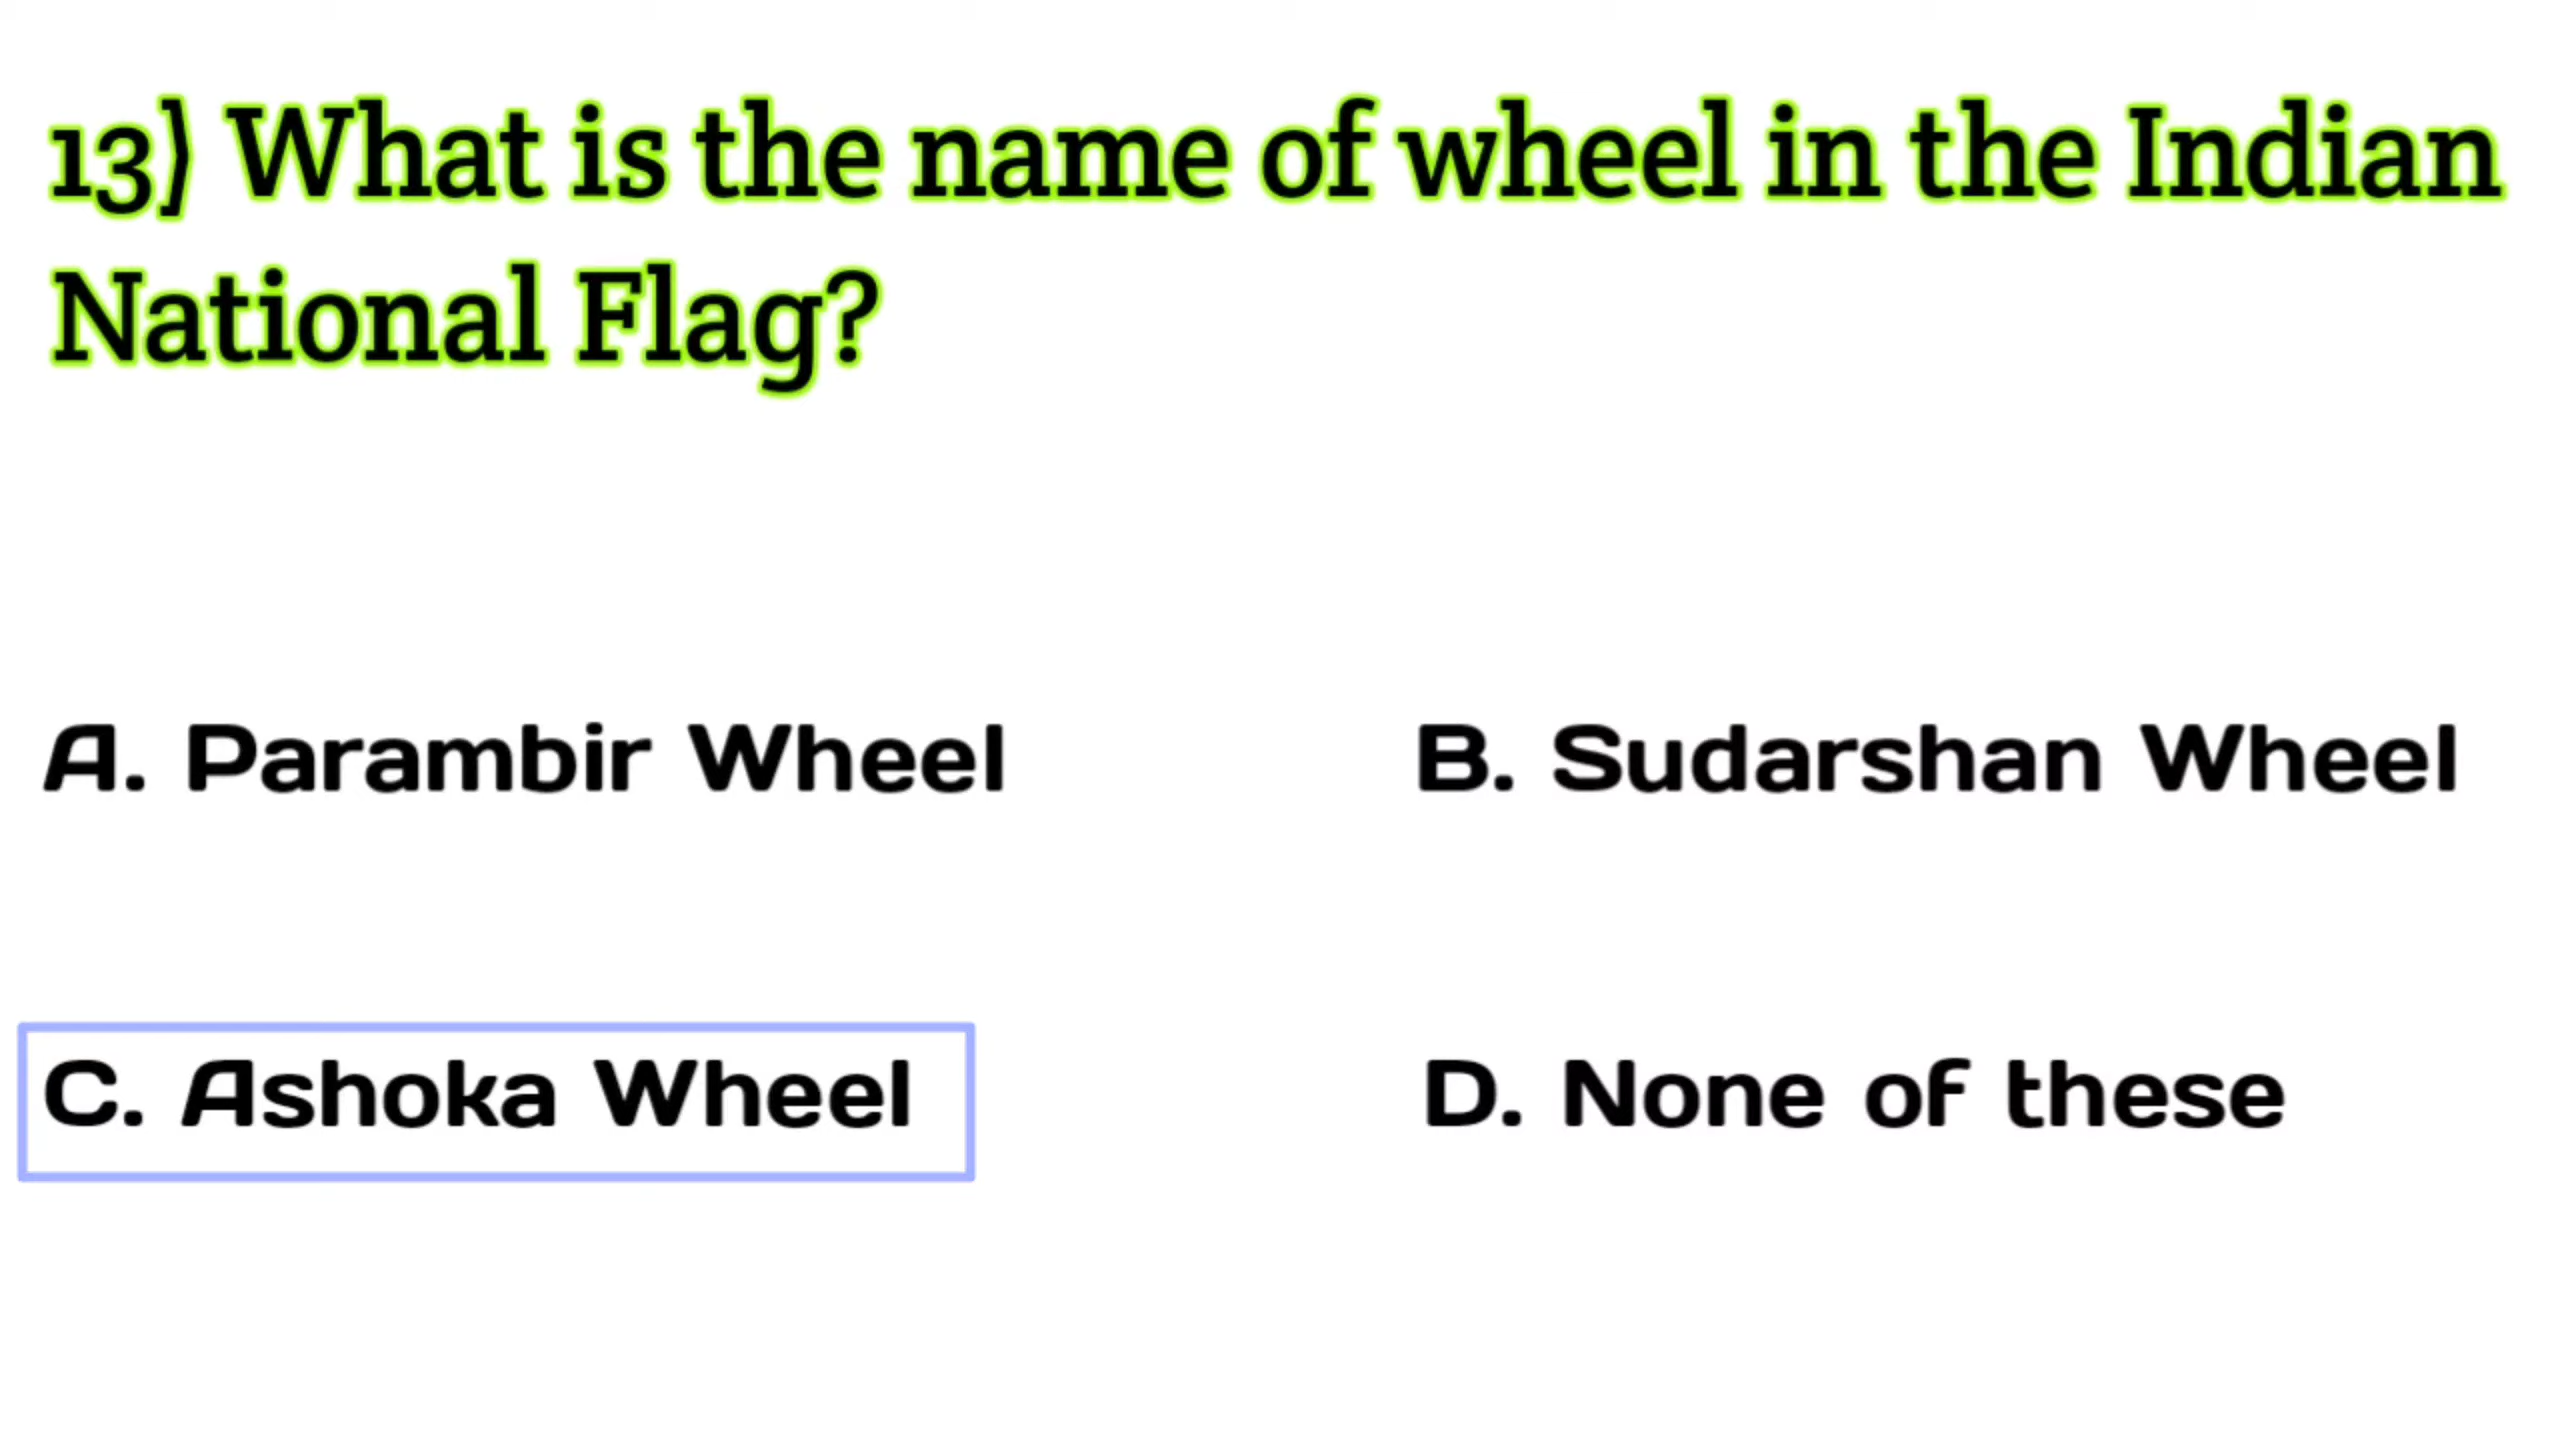 13) What is the name of wheel in the Indian
National Flag?
A. Parambir Wheel
B. Sudarshan Wheel
C. Ashoka Wheel
D. None of these